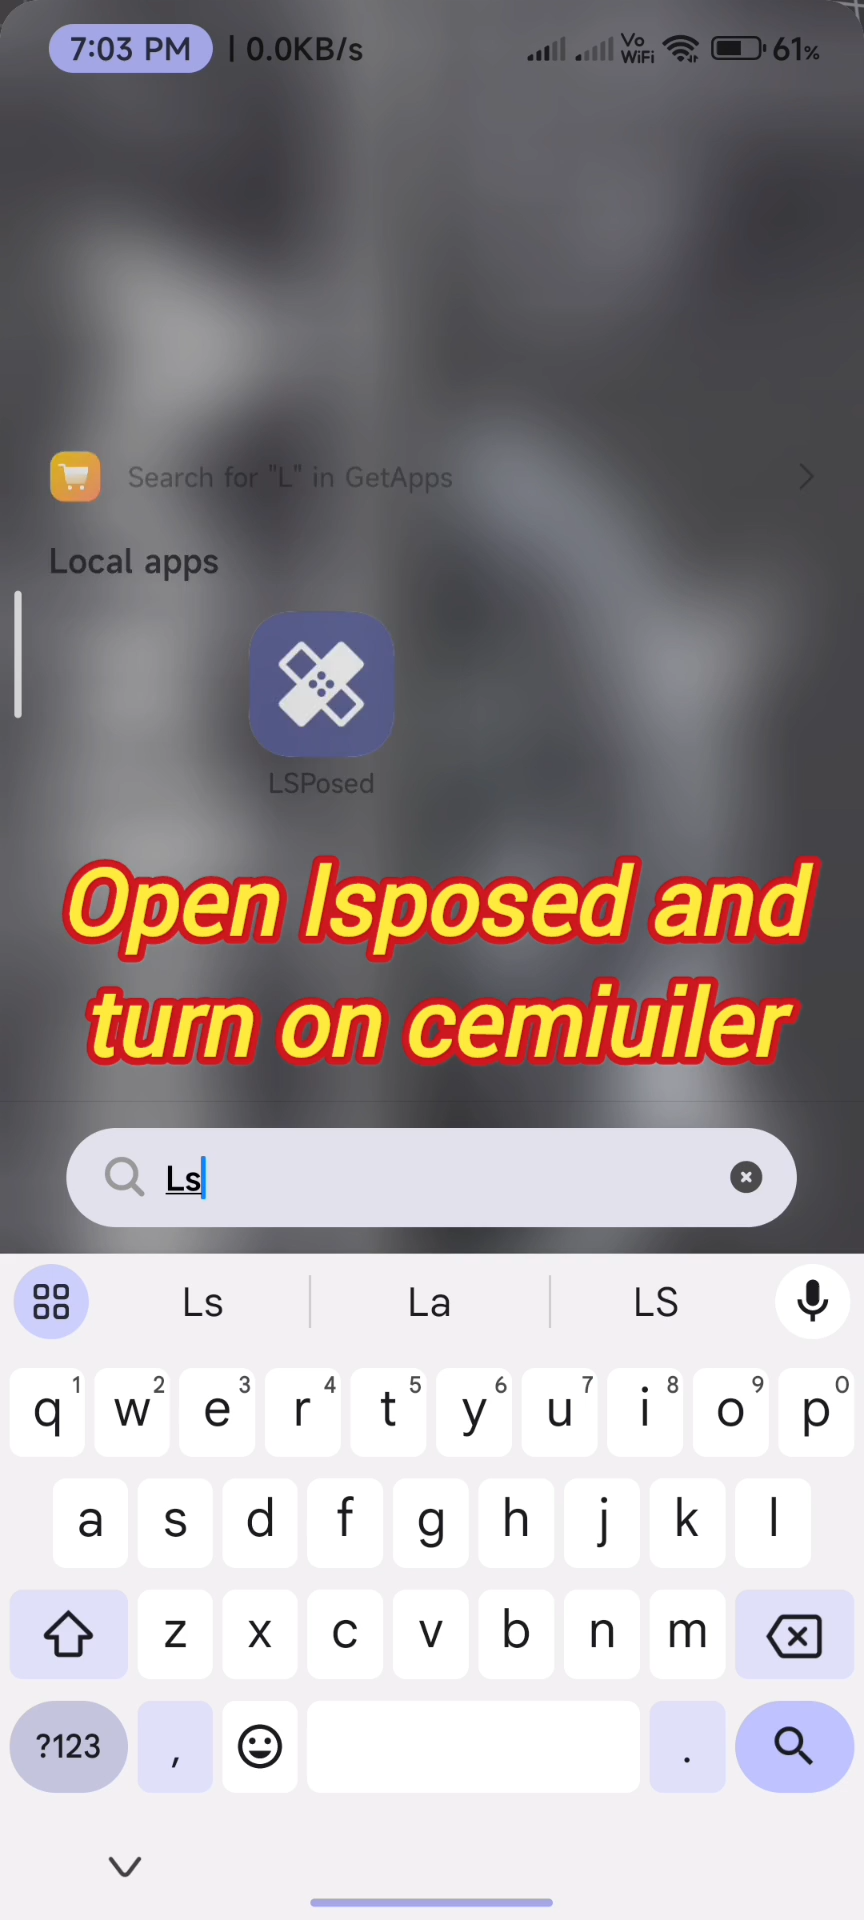 7:03 PM | 0.0KB/s Vo WiFi 61%
Search for "L" in GetApps
Local apps
LSPosed
Open lsposed and
turn on cemiuiler
Ls
Ls La LS
q1 w2 e3 r4 t5 y6 u7 i8 o9 p0
a s d f g h j k l
z x c v b n m
?123 , .